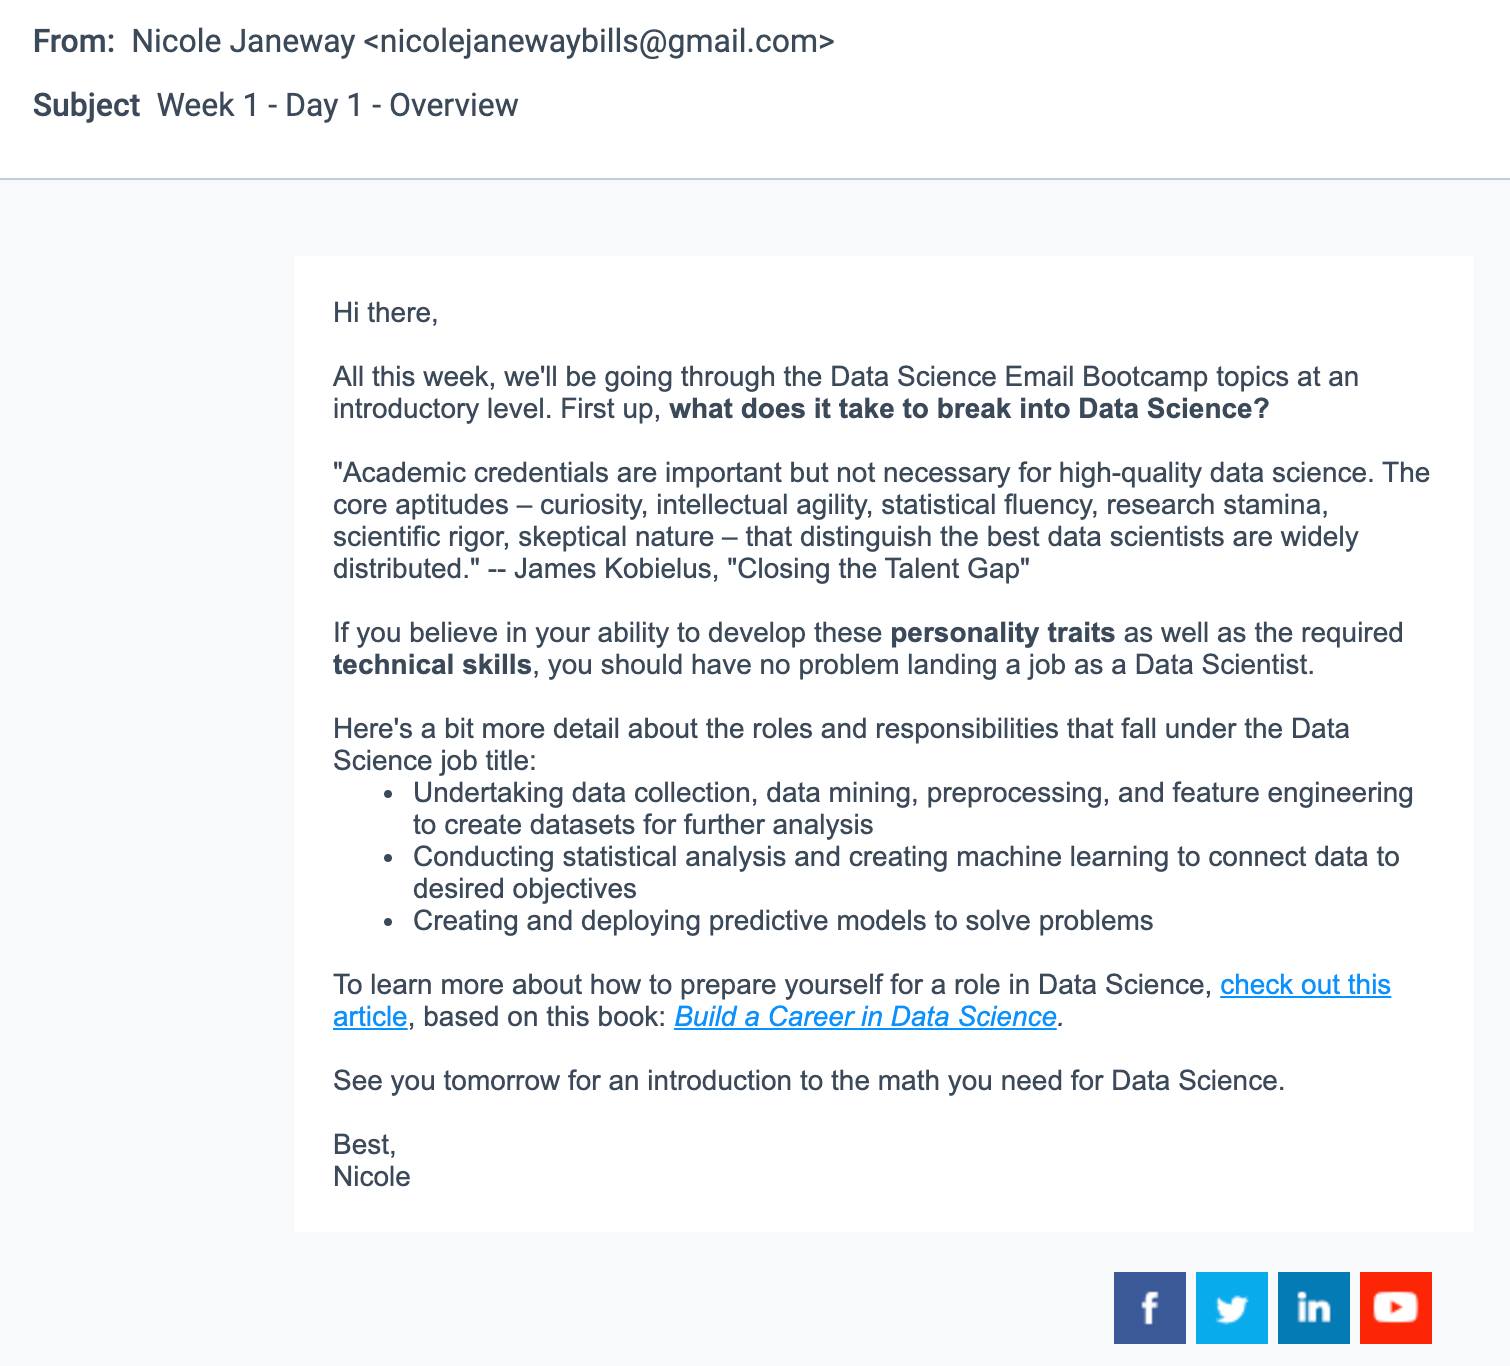 From: Nicole Janeway <nicolejanewaybills@gmail.com>
Subject Week 1 - Day 1 - Overview
Hi there,
All this week, we'll be going through the Data Science Email Bootcamp topics at an
introductory level. First up, what does it take to break into Data Science?
"Academic credentials are important but not necessary for high-quality data science. The
core aptitudes – curiosity, intellectual agility, statistical fluency, research stamina,
scientific rigor, skeptical nature – that distinguish the best data scientists are widely
distributed." -- James Kobielus, "Closing the Talent Gap"
If you believe in your ability to develop these personality traits as well as the required
technical skills, you should have no problem landing a job as a Data Scientist.
Here's a bit more detail about the roles and responsibilities that fall under the Data
Science job title:
• Undertaking data collection, data mining, preprocessing, and feature engineering
to create datasets for further analysis
• Conducting statistical analysis and creating machine learning to connect data to
desired objectives
• Creating and deploying predictive models to solve problems
To learn more about how to prepare yourself for a role in Data Science, check out this
article, based on this book: Build a Career in Data Science.
See you tomorrow for an introduction to the math you need for Data Science.
Best,
Nicole
f in